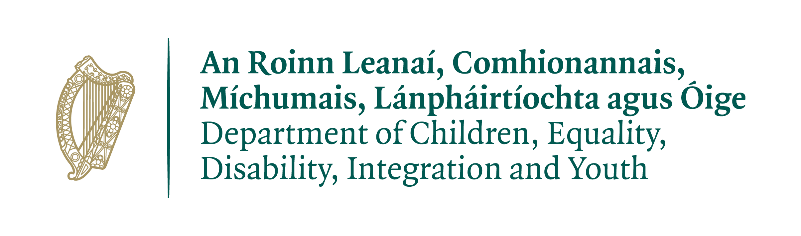 An Roinn Leanaí, Comhionannais,
Míchumais, Lánpháirtíochta agus Óige
Department of Children, Equality,
Disability, Integration and Youth